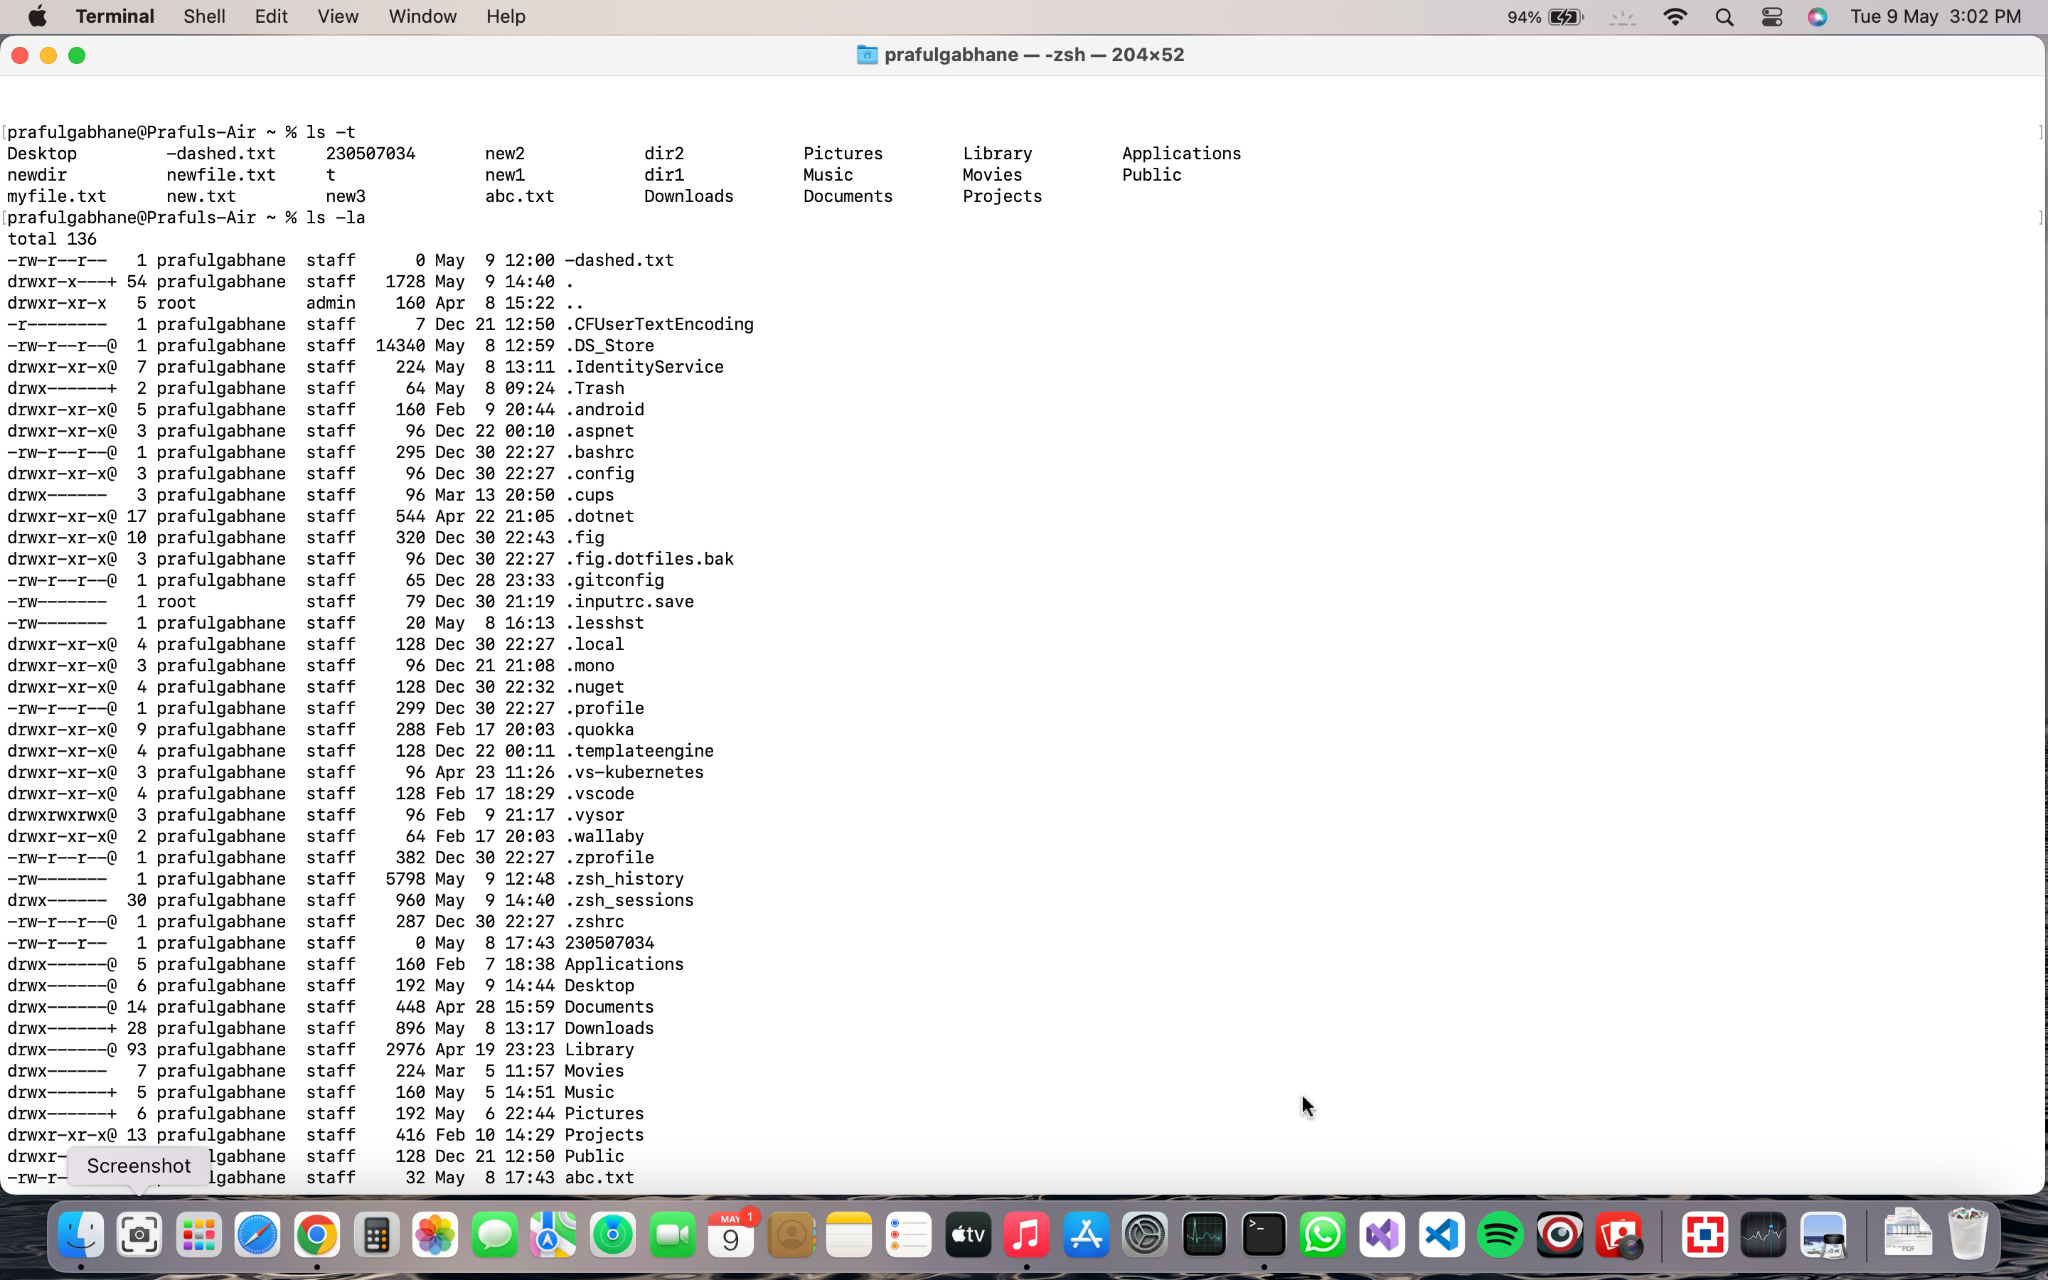 Terminal Shell Edit View Window Help 94% Tue 9 May 3:02 PM
prafulgabhane — -zsh — 204×52
[prafulgabhane@Prafuls-Air ~ % ls -t ]
Desktop -dashed.txt 230507034 new2 dir2 Pictures Library Applications
newdir newfile.txt t new1 dir1 Music Movies Public
myfile.txt new.txt new3 abc.txt Downloads Documents Projects
[prafulgabhane@Prafuls-Air ~ % ls -la ]
total 136
-rw-r--r-- 1 prafulgabhane staff 0 May 9 12:00 -dashed.txt
drwxr-x---+ 54 prafulgabhane staff 1728 May 9 14:40 .
drwxr-xr-x 5 root admin 160 Apr 8 15:22 ..
-r-------- 1 prafulgabhane staff 7 Dec 21 12:50 .CFUserTextEncoding
-rw-r--r--@ 1 prafulgabhane staff 14340 May 8 12:59 .DS_Store
drwxr-xr-x@ 7 prafulgabhane staff 224 May 8 13:11 .IdentityService
drwx------+ 2 prafulgabhane staff 64 May 8 09:24 .Trash
drwxr-xr-x@ 5 prafulgabhane staff 160 Feb 9 20:44 .android
drwxr-xr-x@ 3 prafulgabhane staff 96 Dec 22 00:10 .aspnet
-rw-r--r--@ 1 prafulgabhane staff 295 Dec 30 22:27 .bashrc
drwxr-xr-x@ 3 prafulgabhane staff 96 Dec 30 22:27 .config
drwx------ 3 prafulgabhane staff 96 Mar 13 20:50 .cups
drwxr-xr-x@ 17 prafulgabhane staff 544 Apr 22 21:05 .dotnet
drwxr-xr-x@ 10 prafulgabhane staff 320 Dec 30 22:43 .fig
drwxr-xr-x@ 3 prafulgabhane staff 96 Dec 30 22:27 .fig.dotfiles.bak
-rw-r--r--@ 1 prafulgabhane staff 65 Dec 28 23:33 .gitconfig
-rw------- 1 root staff 79 Dec 30 21:19 .inputrc.save
-rw------- 1 prafulgabhane staff 20 May 8 16:13 .lesshst
drwxr-xr-x@ 4 prafulgabhane staff 128 Dec 30 22:27 .local
drwxr-xr-x@ 3 prafulgabhane staff 96 Dec 21 21:08 .mono
drwxr-xr-x@ 4 prafulgabhane staff 128 Dec 30 22:32 .nuget
-rw-r--r--@ 1 prafulgabhane staff 299 Dec 30 22:27 .profile
drwxr-xr-x@ 9 prafulgabhane staff 288 Feb 17 20:03 .quokka
drwxr-xr-x@ 4 prafulgabhane staff 128 Dec 22 00:11 .templateengine
drwxr-xr-x@ 3 prafulgabhane staff 96 Apr 23 11:26 .vs-kubernetes
drwxr-xr-x@ 4 prafulgabhane staff 128 Feb 17 18:29 .vscode
drwxrwxrwx@ 3 prafulgabhane staff 96 Feb 9 21:17 .vysor
drwxr-xr-x@ 2 prafulgabhane staff 64 Feb 17 20:03 .wallaby
-rw-r--r--@ 1 prafulgabhane staff 382 Dec 30 22:27 .zprofile
-rw------- 1 prafulgabhane staff 5798 May 9 12:48 .zsh_history
drwx------ 30 prafulgabhane staff 960 May 9 14:40 .zsh_sessions
-rw-r--r--@ 1 prafulgabhane staff 287 Dec 30 22:27 .zshrc
-rw-r--r-- 1 prafulgabhane staff 0 May 8 17:43 230507034
drwx------@ 5 prafulgabhane staff 160 Feb 7 18:38 Applications
drwx------@ 6 prafulgabhane staff 192 May 9 14:44 Desktop
drwx------@ 14 prafulgabhane staff 448 Apr 28 15:59 Documents
drwx------+ 28 prafulgabhane staff 896 May 8 13:17 Downloads
drwx------@ 93 prafulgabhane staff 2976 Apr 19 23:23 Library
drwx------ 7 prafulgabhane staff 224 Mar 5 11:57 Movies
drwx------+ 5 prafulgabhane staff 160 May 5 14:51 Music
drwx------+ 6 prafulgabhane staff 192 May 6 22:44 Pictures
drwxr-xr-x@ 13 prafulgabhane staff 416 Feb 10 14:29 Projects
drwxr- lgabhane staff 128 Dec 21 12:50 Public
-rw-r- lgabhane staff 32 May 8 17:43 abc.txt
Screenshot
MAY 1
9
tv
>_
PDF